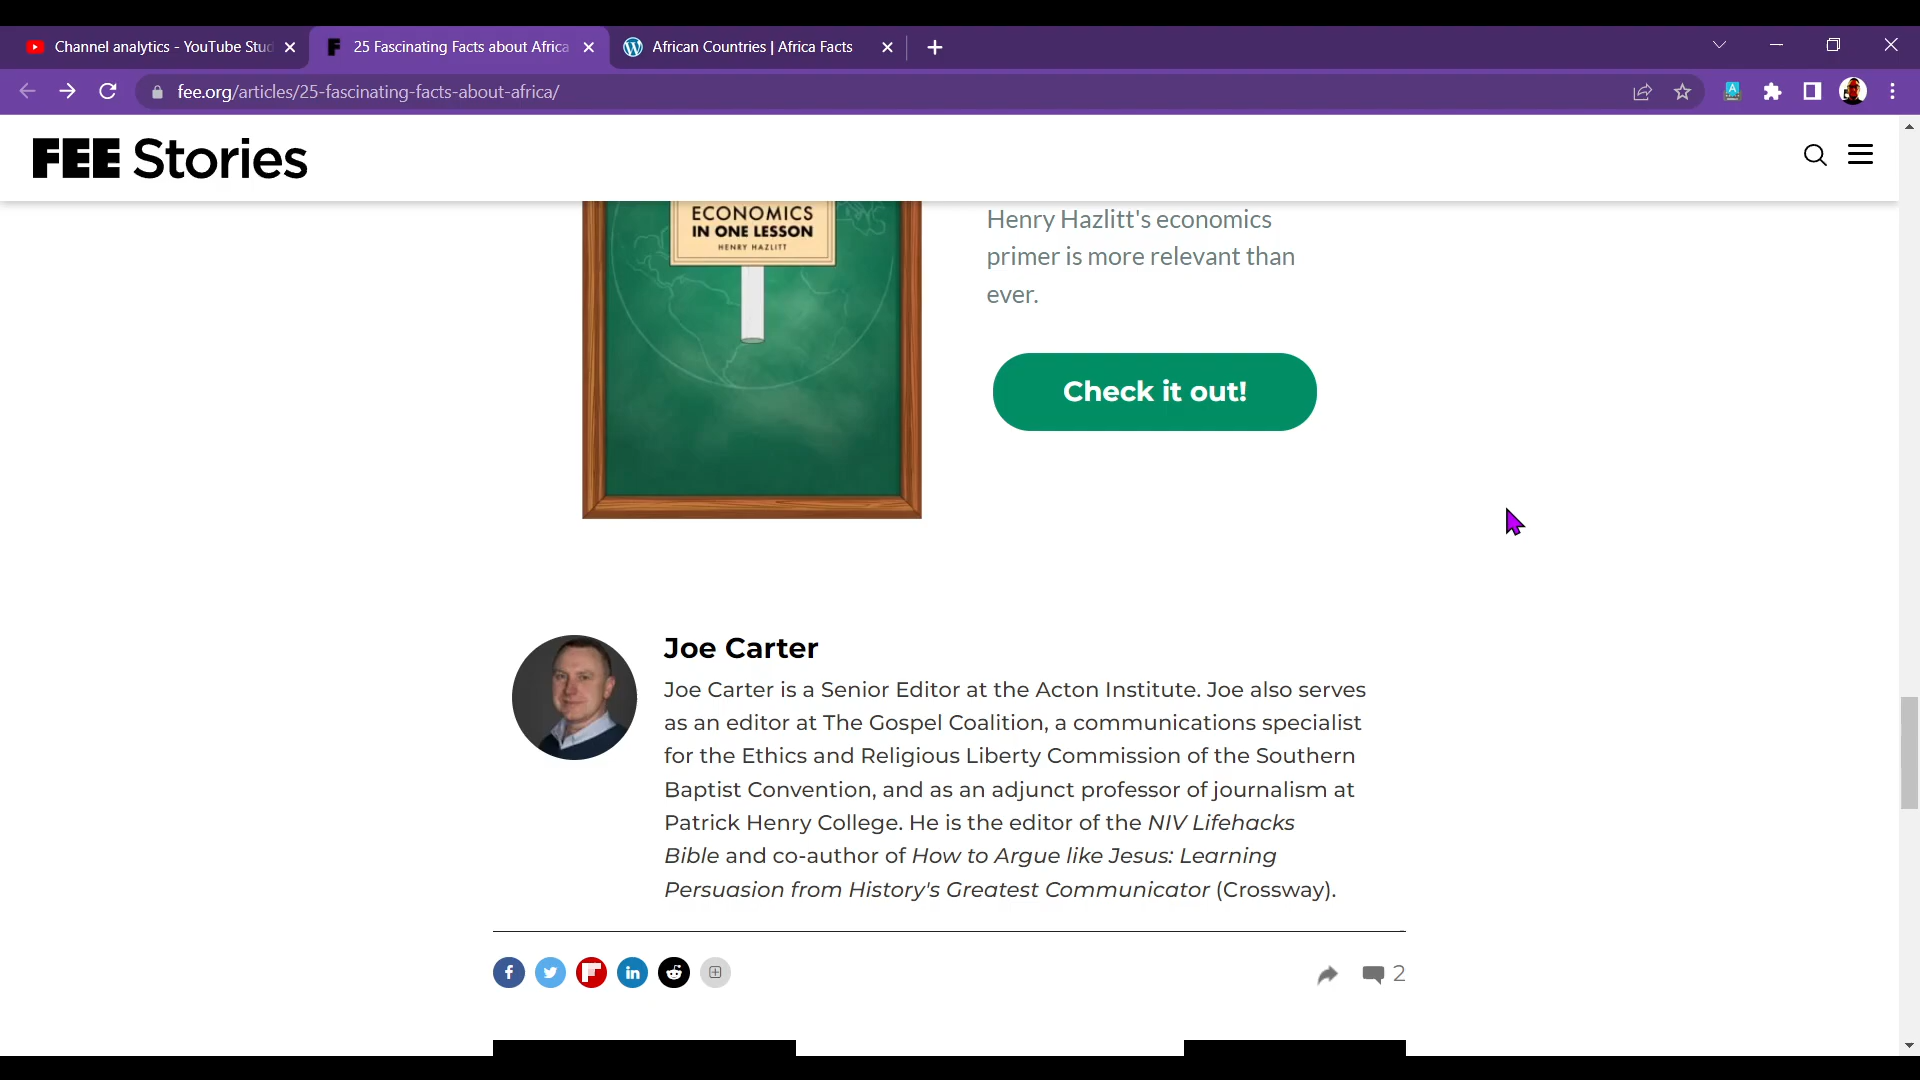 Channel analytics - YouTube Stud
25 Fascinating Facts about Africa
African Countries | Africa Facts
fee.org/articles/25-fascinating-facts-about-africa/
FEE Stories
ECONOMICS
IN ONE LESSON
HENRY HAZLITT
Henry Hazlitt's economics
primer is more relevant than
ever.
Check it out!
Joe Carter
Joe Carter is a Senior Editor at the Acton Institute. Joe also serves
as an editor at The Gospel Coalition, a communications specialist
for the Ethics and Religious Liberty Commission of the Southern
Baptist Convention, and as an adjunct professor of journalism at
Patrick Henry College. He is the editor of the NIV Lifehacks
Bible and co-author of How to Argue like Jesus: Learning
Persuasion from History's Greatest Communicator (Crossway).
2